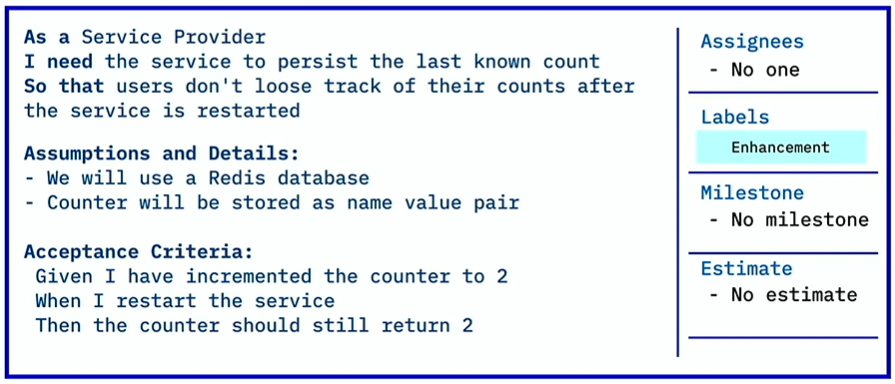 As a Service Provider
I need the service to persist the last known count
So that users don't loose track of their counts after
the service is restarted
Assumptions and Details:
- We will use a Redis database
- Counter will be stored as name value pair
Acceptance Criteria:
Given I have incremented the counter to 2
When I restart the service
Then the counter should still return 2
Assignees
- No one
Labels
Enhancement
Milestone
- No milestone
Estimate
- No estimate